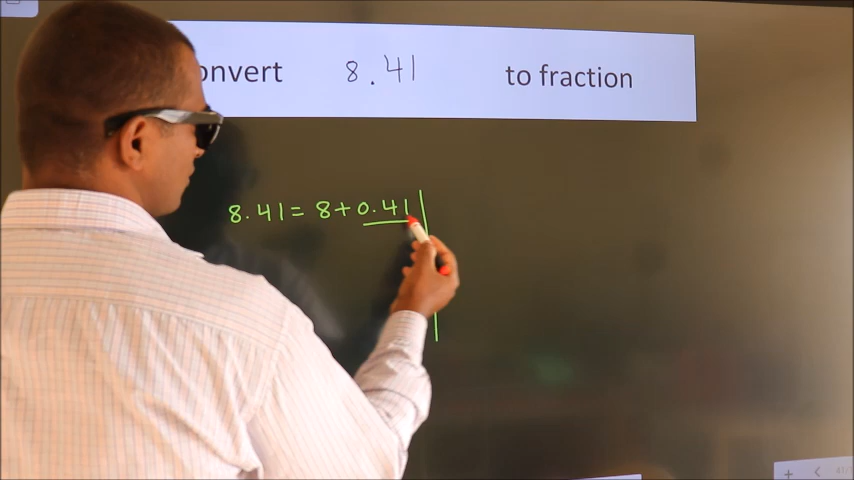 onvert 8.41 to fraction
8.41 = 8 + 0.41